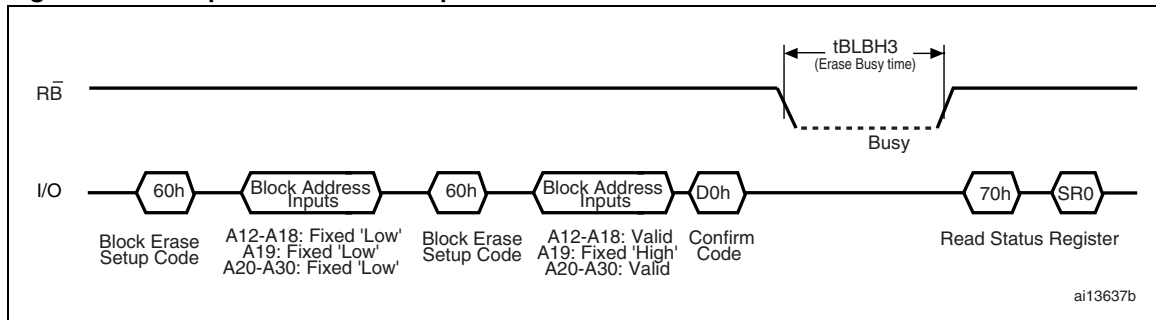 tBLBH3
(Erase Busy time)
RB̅
Busy
I/O
60h
Block Address
Inputs
60h
Block Address
Inputs
D0h
70h
SR0
Block Erase
Setup Code
A12-A18: Fixed 'Low'
A19: Fixed 'Low'
A20-A30: Fixed 'Low'
Block Erase
Setup Code
A12-A18: Valid
A19: Fixed 'High'
A20-A30: Valid
Confirm
Code
Read Status Register
ai13637b